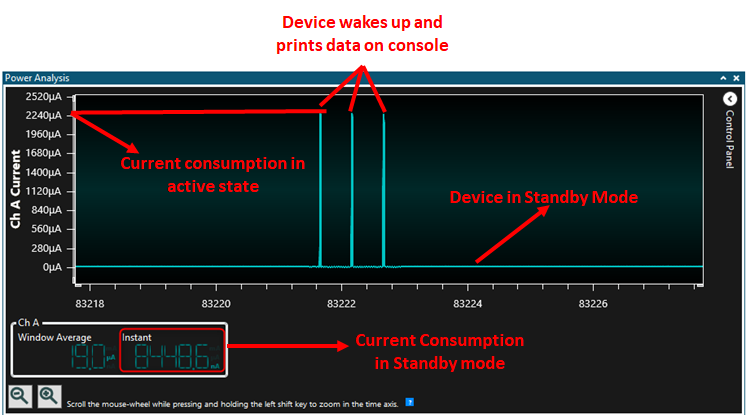 Device wakes up and
prints data on console
Power Analysis
2520µA
2240µA
1960µA
1680µA
1400µA
1120µA
840µA
560µA
280µA
0µA
Ch A Current
Control Panel
Current consumption in
active state
Device in Standby Mode
83218
83220
83222
83224
83226
Ch A
Window Average
Instant
19.0 µA
848.6 nA
Current Consumption
in Standby mode
Scroll the mouse-wheel while pressing and holding the left shift key to zoom in the time axis.
?